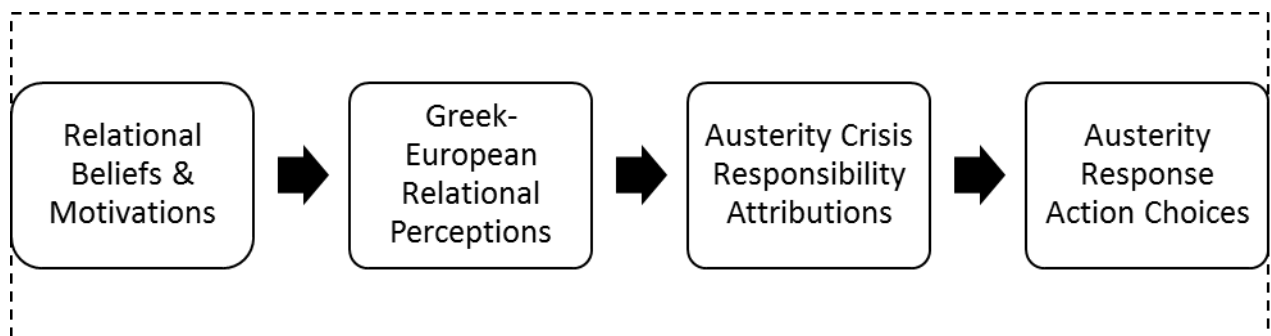 Relational
Beliefs &
Motivations
Greek-
European
Relational
Perceptions
Austerity Crisis
Responsibility
Attributions
Austerity
Response
Action Choices